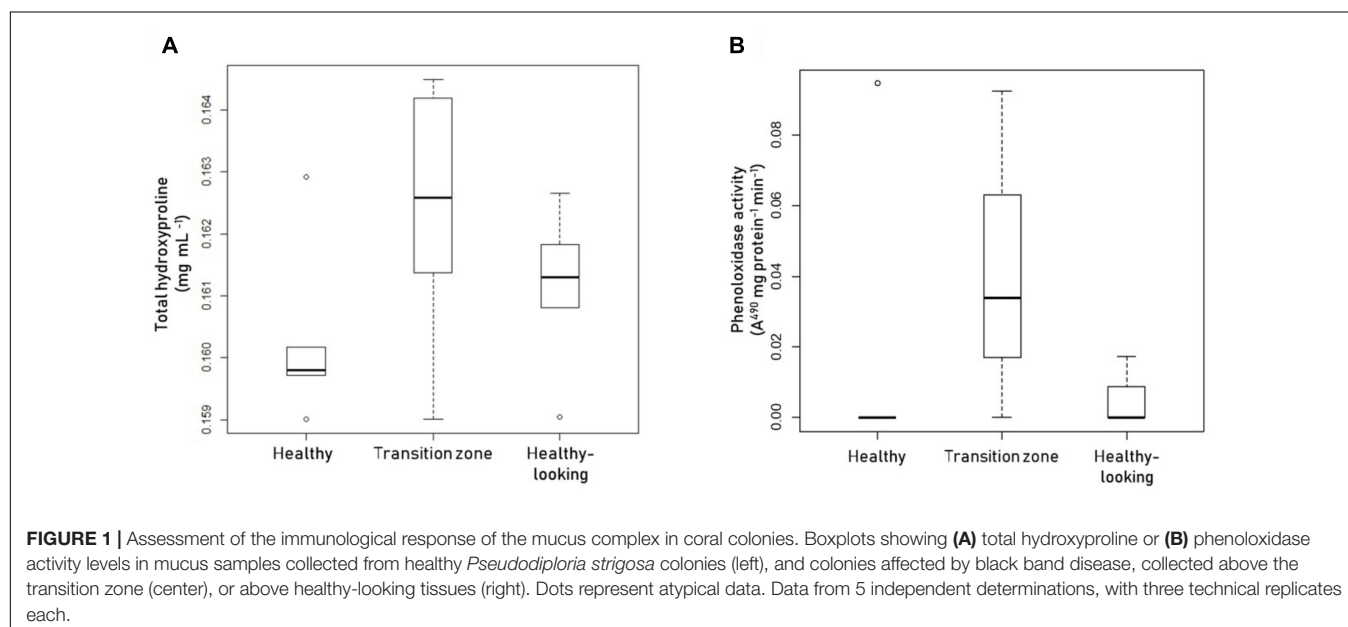 A
B
Total hydroxyproline
(mg mL -1)
0.164
0.163
0.162
0.161
0.160
0.159
Healthy
Transition zone
Healthy-
looking
Phenoloxidase activity
(A490 mg protein-1 min-1)
0.08
0.06
0.04
0.02
0.00
Healthy
Transition zone
Healthy-
looking
FIGURE 1 | Assessment of the immunological response of the mucus complex in coral colonies. Boxplots showing (A) total hydroxyproline or (B) phenoloxidase
activity levels in mucus samples collected from healthy Pseudodiploria strigosa colonies (left), and colonies affected by black band disease, collected above the
transition zone (center), or above healthy-looking tissues (right). Dots represent atypical data. Data from 5 independent determinations, with three technical replicates
each.